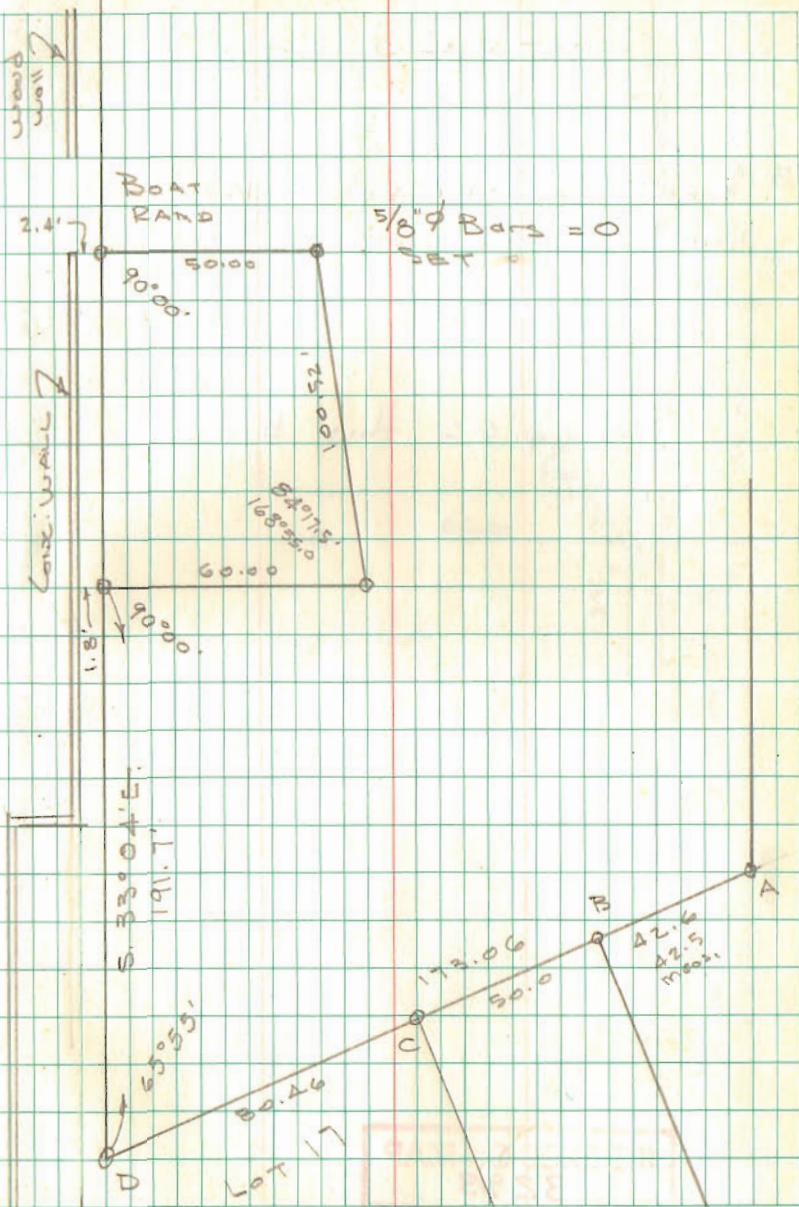 Wood
Wall
BOAT
RAMP
2.4'
50.00
90°00'
5/8"⌀ Bars = O
SET
Conc. WALL
100.52'
84°17.5'
168°35.0
60.00
90°00'
1.8'
S. 33°04'E.
191.7'
A
B
42.6
42.5
meas.
173.06
50.0
C
65°55'
80.46
LOT 17
D